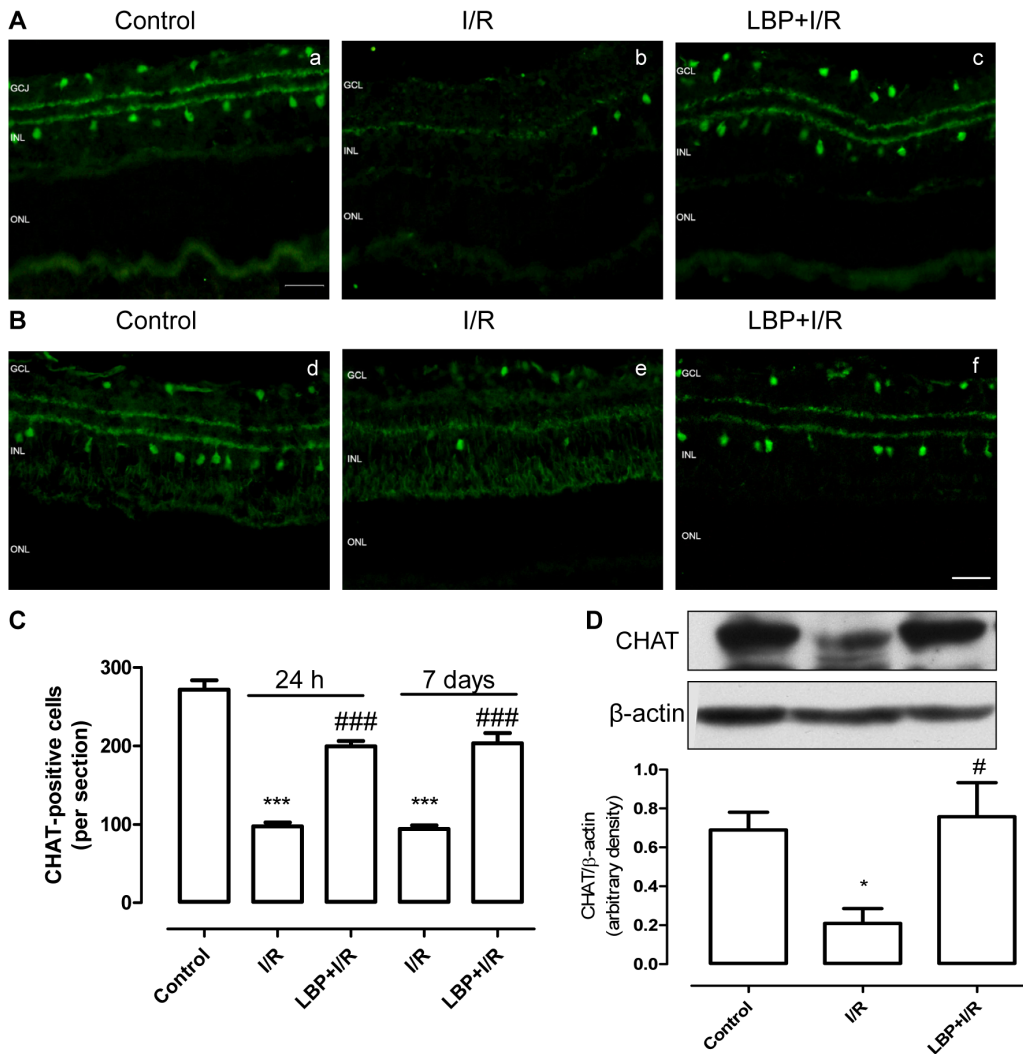 A
Control
I/R
LBP+I/R
a
GCJ
INL
ONL
b
GCL
INL
ONL
c
GCL
INL
ONL
B
Control
I/R
LBP+I/R
d
GCL
INL
ONL
e
GCL
INL
ONL
f
GCL
INL
ONL
C
CHAT-positive cells
(per section)
300
200
100
0
24 h
7 days
***
###
***
###
Control
I/R
LBP+I/R
I/R
LBP+I/R
D
CHAT
β-actin
CHAT/β-actin
(arbitrary density)
1.0
0.8
0.6
0.4
0.2
0.0
*
#
Control
I/R
LBP+I/R